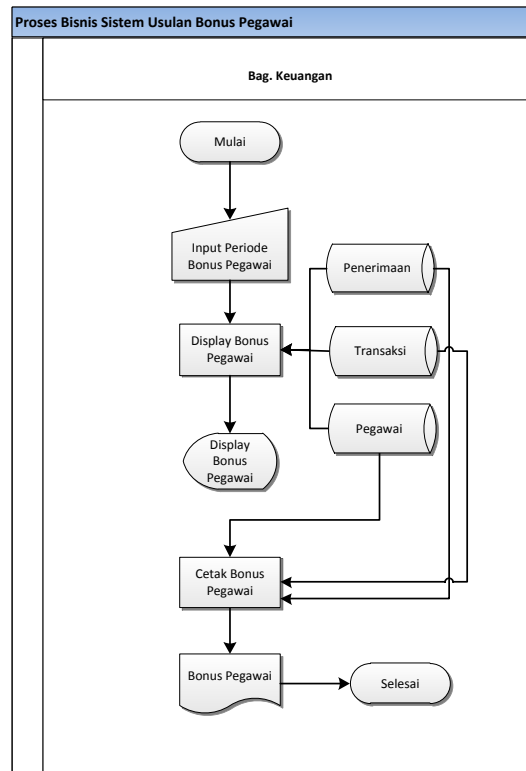 Proses Bisnis Sistem Usulan Bonus Pegawai
Bag. Keuangan
Mulai
Input Periode
Bonus Pegawai
Penerimaan
Display Bonus
Pegawai
Transaksi
Pegawai
Display
Bonus
Pegawai
Cetak Bonus
Pegawai
Bonus Pegawai
Selesai